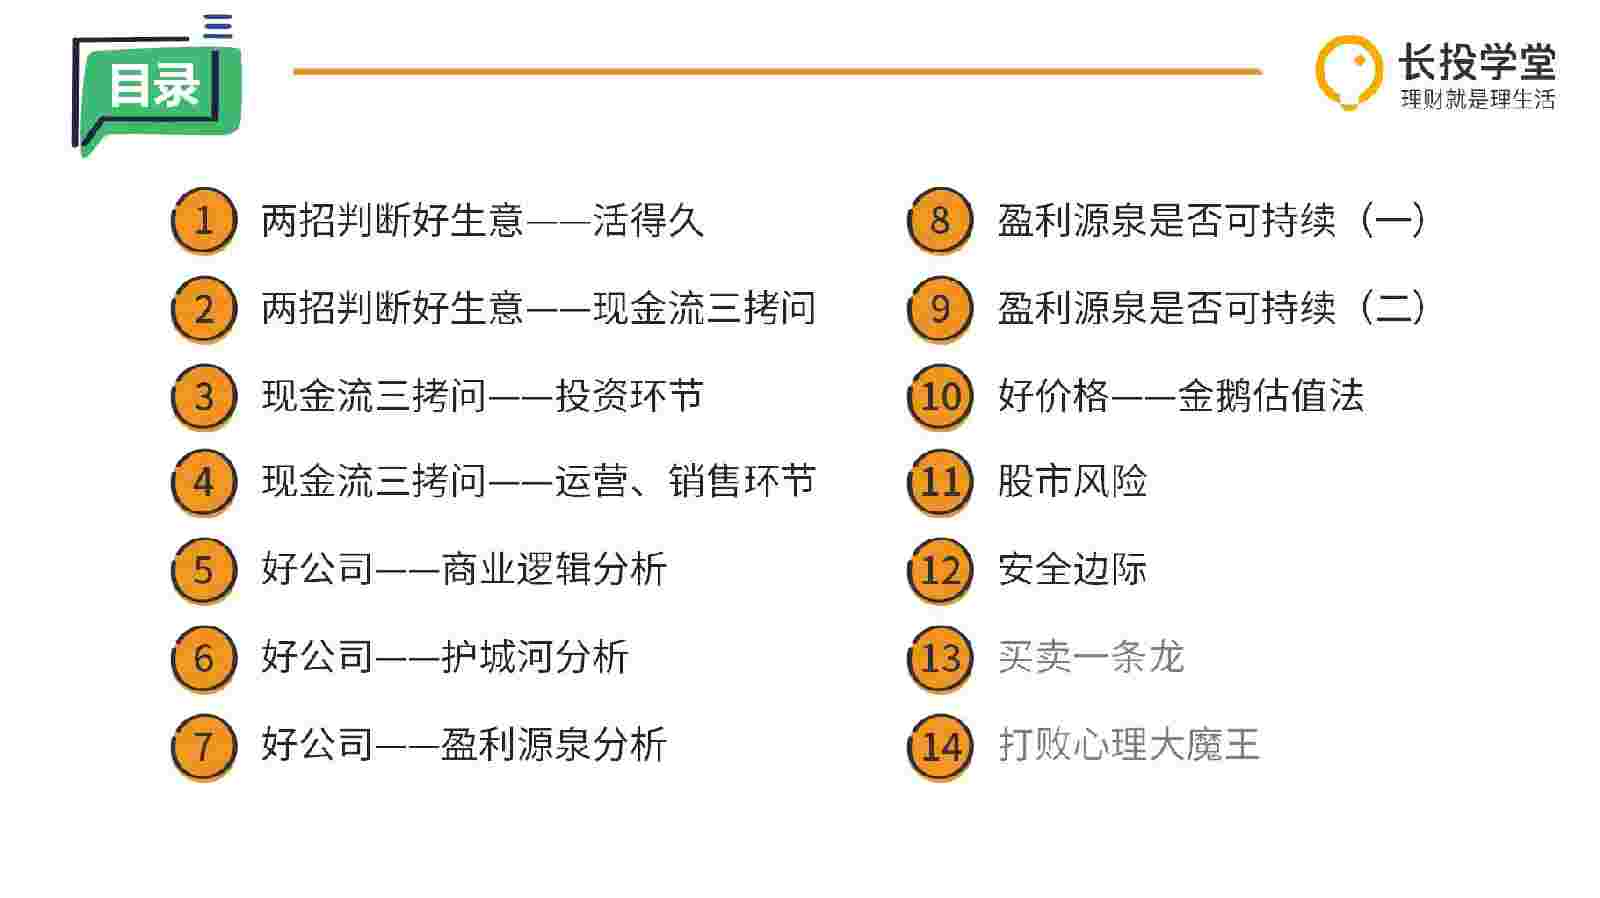 目录
长投学堂
理财就是理生活
1 两招判断好生意——活得久
2 两招判断好生意——现金流三拷问
3 现金流三拷问——投资环节
4 现金流三拷问——运营、销售环节
5 好公司——商业逻辑分析
6 好公司——护城河分析
7 好公司——盈利源泉分析
8 盈利源泉是否可持续（一）
9 盈利源泉是否可持续（二）
10 好价格——金鹅估值法
11 股市风险
12 安全边际
13 买卖一条龙
14 打败心理大魔王